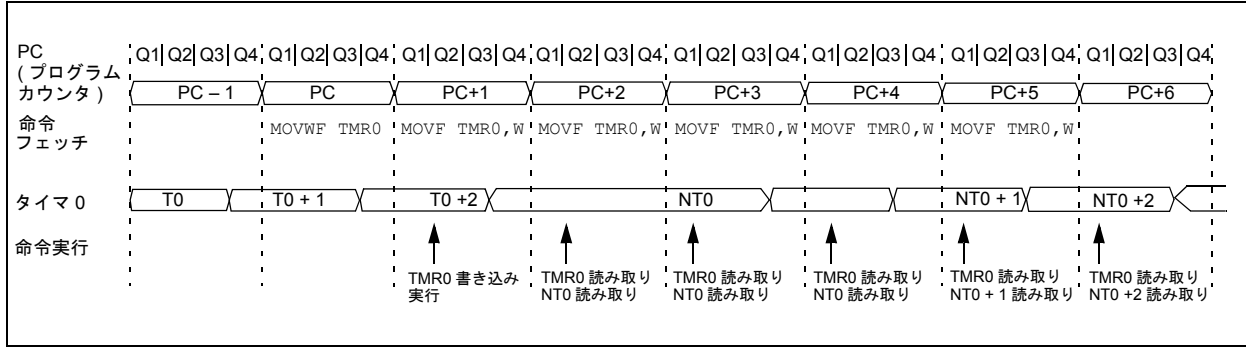 PC
( プログラム
カウンタ )
Q1 Q2 Q3 Q4 Q1 Q2 Q3 Q4 Q1 Q2 Q3 Q4 Q1 Q2 Q3 Q4 Q1 Q2 Q3 Q4 Q1 Q2 Q3 Q4 Q1 Q2 Q3 Q4 Q1 Q2 Q3 Q4
PC – 1 PC PC+1 PC+2 PC+3 PC+4 PC+5 PC+6
命令
フェッチ
MOVWF TMR0 MOVF TMR0,W MOVF TMR0,W MOVF TMR0,W MOVF TMR0,W MOVF TMR0,W
タイマ 0
T0 T0 + 1 T0 +2 NT0 NT0 + 1 NT0 +2
命令実行
TMR0 書き込み
実行
TMR0 読み取り
NT0 読み取り
TMR0 読み取り
NT0 読み取り
TMR0 読み取り
NT0 読み取り
TMR0 読み取り
NT0 + 1 読み取り
TMR0 読み取り
NT0 +2 読み取り